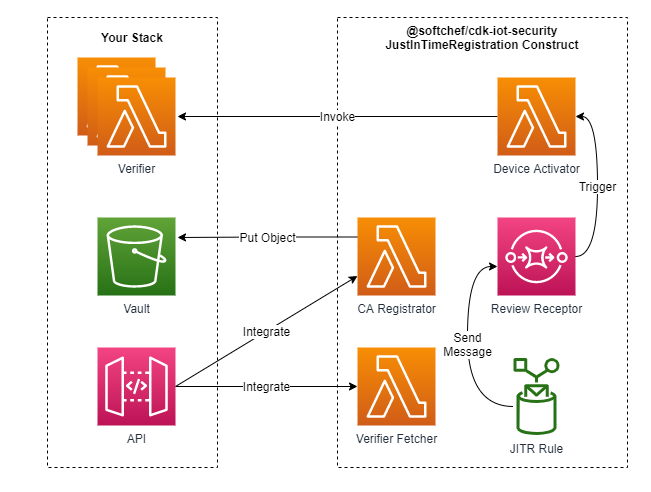 Your Stack
@softchef/cdk-iot-security
JustInTimeRegistration Construct
Verifier
Invoke
Device Activator
Trigger
Vault
Put Object
CA Registrator
Review Receptor
Integrate
Send
Message
API
Integrate
Verifier Fetcher
JITR Rule